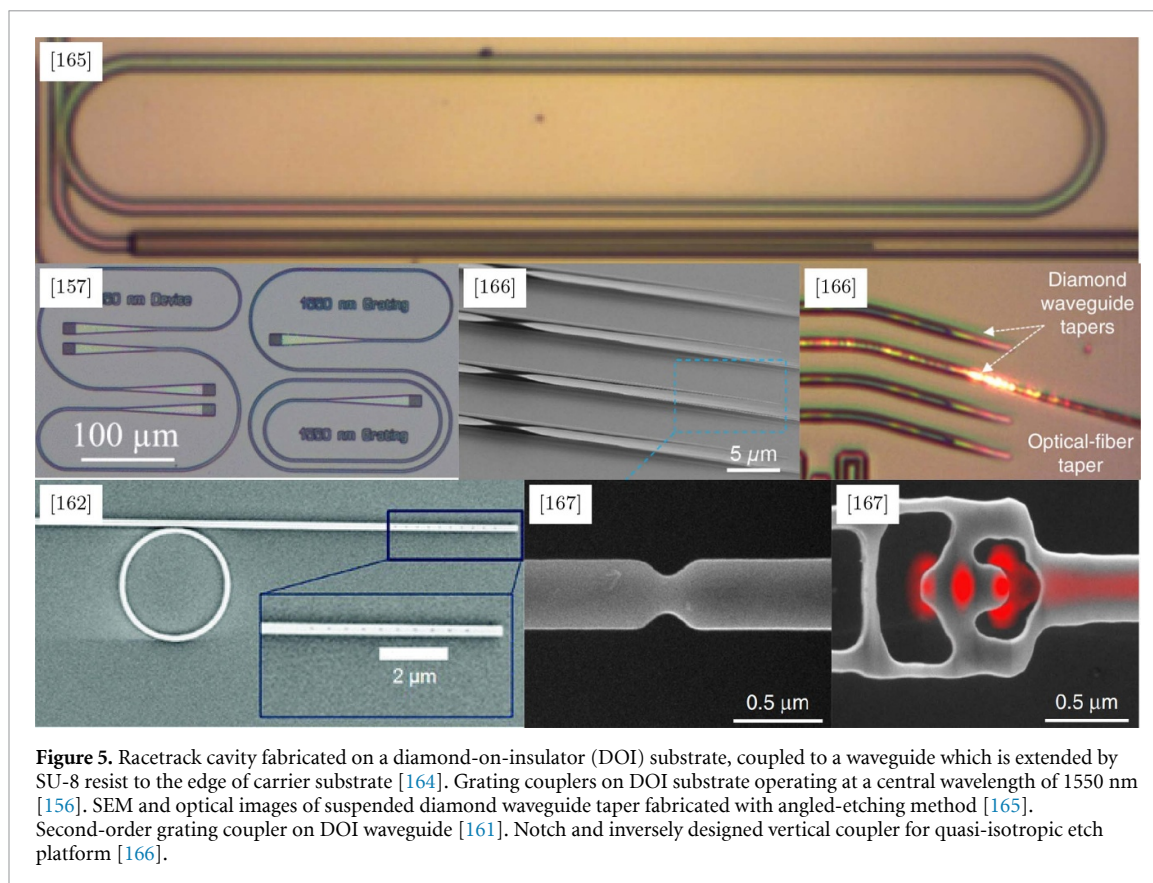 [165]
[157]
[166]
[166]
Diamond
waveguide
tapers
nm Device
1550 nm Grating
1550 nm Grating
100 µm
5 µm
Optical-fiber
taper
[162]
[167]
[167]
2 µm
0.5 µm
0.5 µm
Figure 5. Racetrack cavity fabricated on a diamond-on-insulator (DOI) substrate, coupled to a waveguide which is extended by
SU-8 resist to the edge of carrier substrate [164]. Grating couplers on DOI substrate operating at a central wavelength of 1550 nm
[156]. SEM and optical images of suspended diamond waveguide taper fabricated with angled-etching method [165].
Second-order grating coupler on DOI waveguide [161]. Notch and inversely designed vertical coupler for quasi-isotropic etch
platform [166].